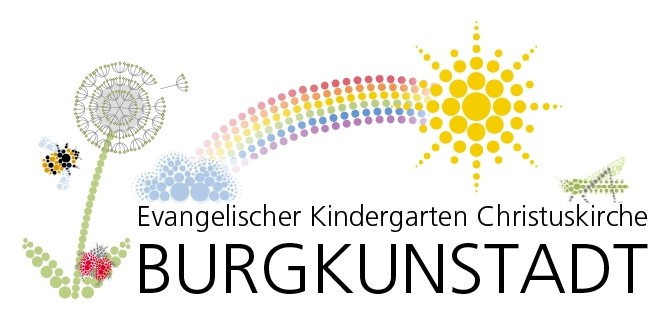 Evangelischer Kindergarten Christuskirche
BURGKUNSTADT